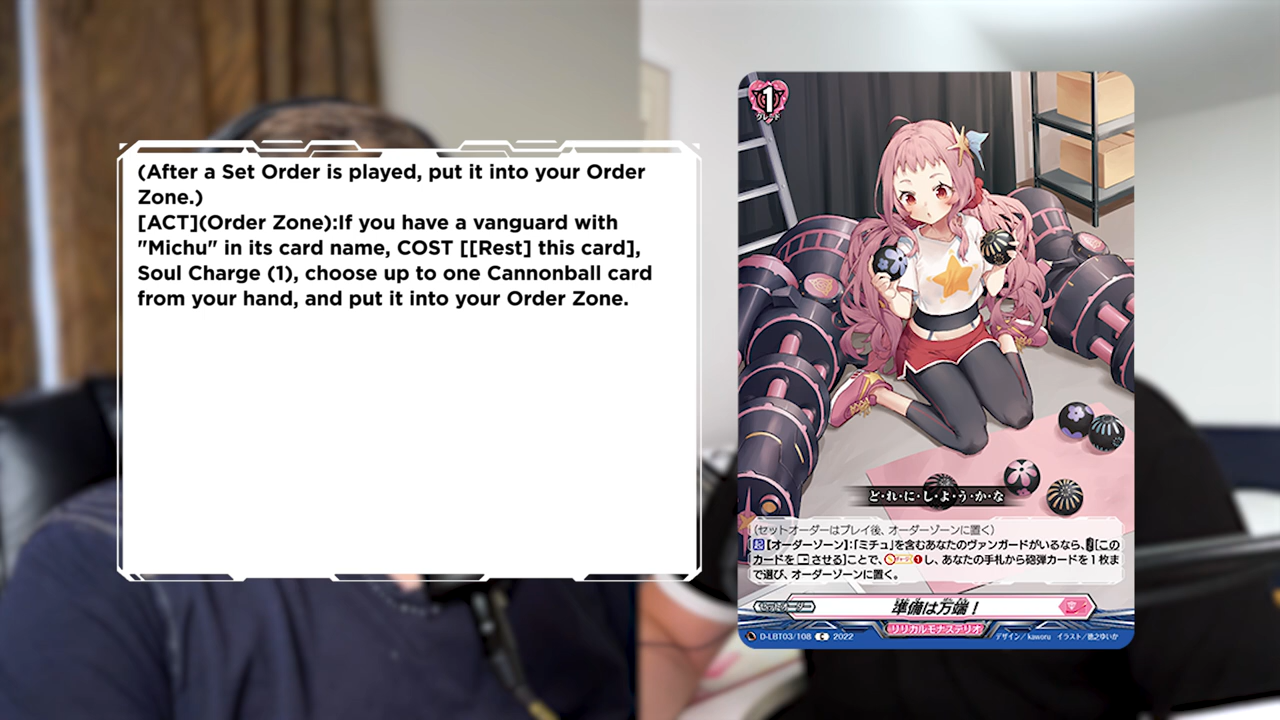 (After a Set Order is played, put it into your Order
Zone.)
[ACT](Order Zone):If you have a vanguard with
"Michu" in its card name, COST [[Rest] this card],
Soul Charge (1), choose up to one Cannonball card
from your hand, and put it into your Order Zone.
1
グレード
ど・れ・に・し・よ・う・か・な
(セットオーダーはプレイ後、オーダーゾーンに置く)
起【オーダーゾーン】:「ミチュ」を含むあなたのヴァンガードがいるなら、[この
カードを させる]ことで、 1し、あなたの手札から砲弾カードを1枚ま
で選び、オーダーゾーンに置く。
セットオーダー
準備は万端!
リリカルモナステリオ
D-LBT03/108 C 2022
デザイン/kaworu イラスト/徳之ゆいか